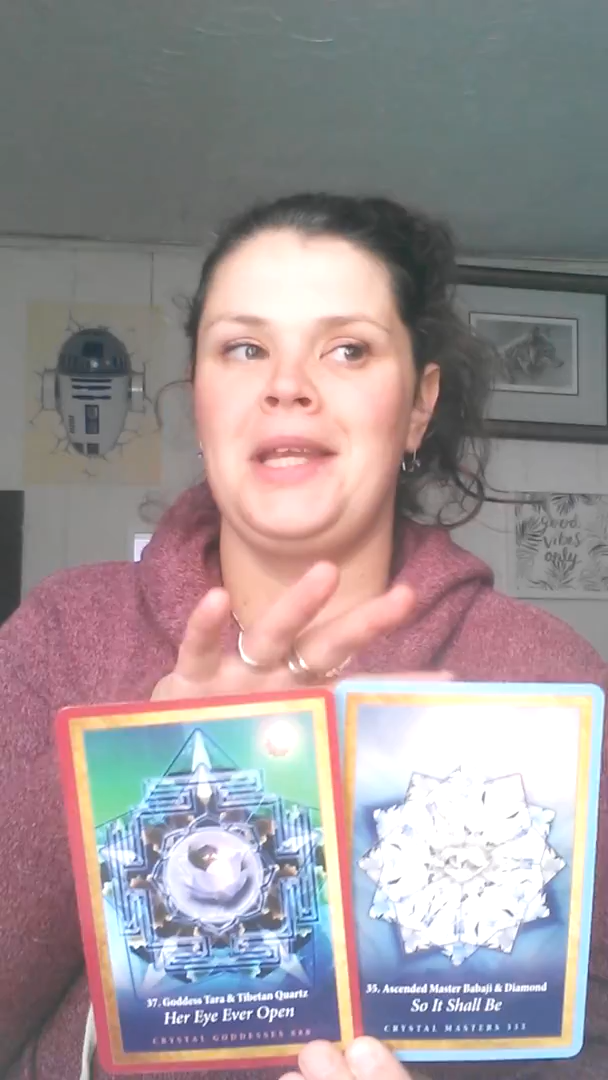 good
vibes
only
37. Goddess Tara & Tibetan Quartz
Her Eye Ever Open
CRYSTAL GODDESSES 888
35. Ascended Master Babaji & Diamond
So It Shall Be
CRYSTAL MASTERS 333